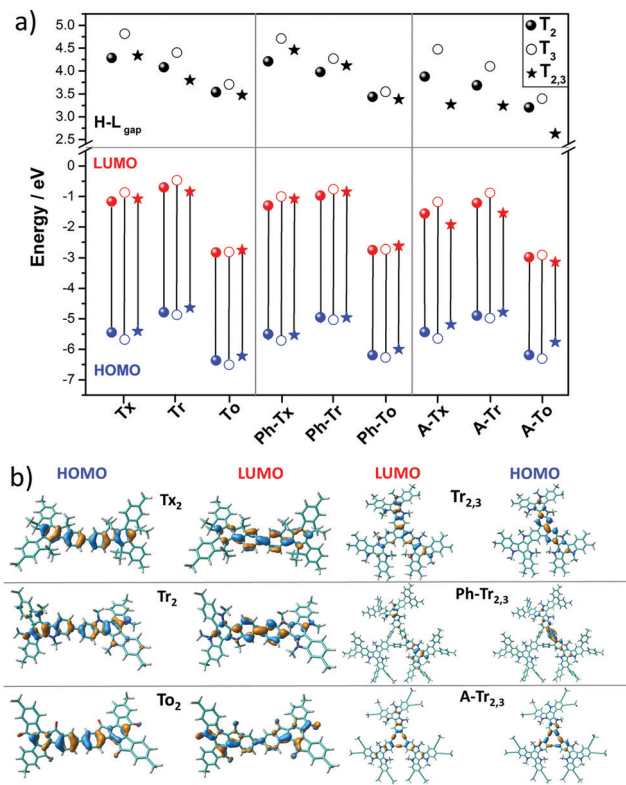 a)
T2
T3
T2,3
5.0
4.5
4.0
3.5
3.0
2.5
H-L gap
LUMO
0
-1
-2
-3
-4
-5
-6
-7
HOMO
Energy / eV
Tx Tr To Ph-Tx Ph-Tr Ph-To A-Tx A-Tr A-To
b) HOMO LUMO LUMO HOMO
Tx2 Tr2,3
Tr2 Ph-Tr2,3
To2 A-Tr2,3